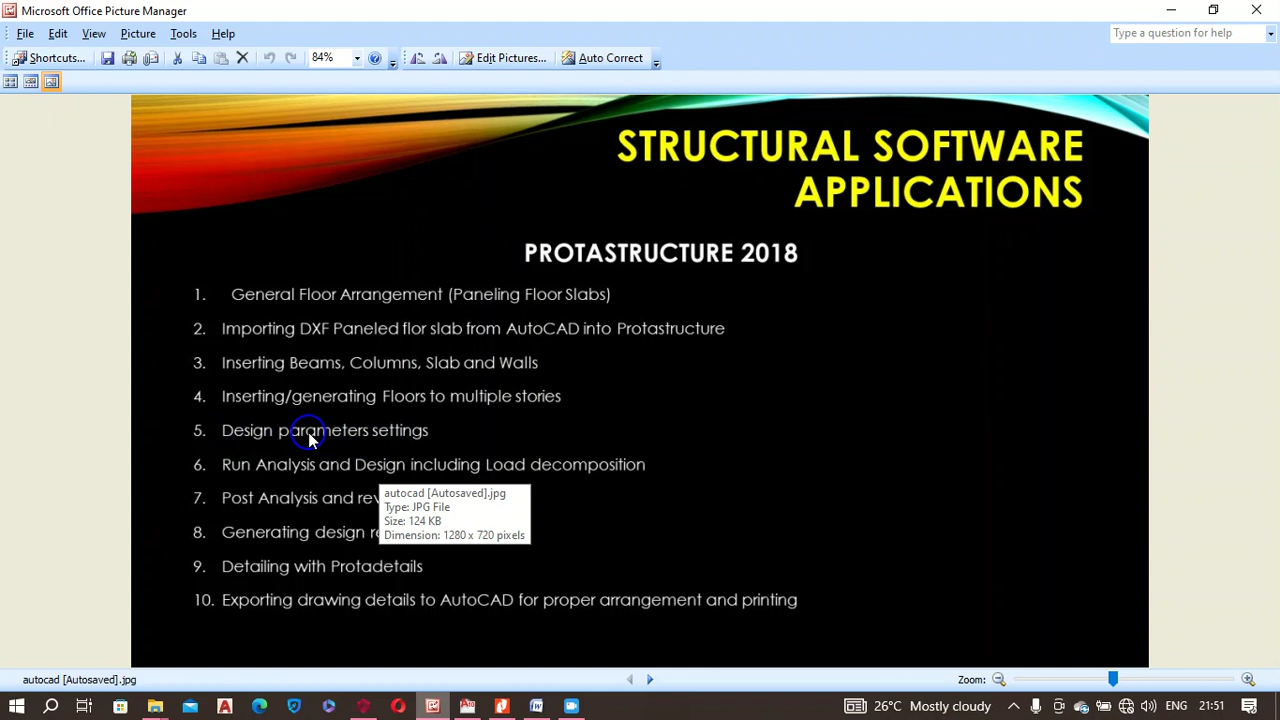 Microsoft Office Picture Manager
File Edit View Picture Tools Help
Type a question for help
Shortcuts...
84%
Edit Pictures...
Auto Correct
STRUCTURAL SOFTWARE
APPLICATIONS
PROTASTRUCTURE 2018
1. General Floor Arrangement (Paneling Floor Slabs)
2. Importing DXF Paneled flor slab from AutoCAD into Protastructure
3. Inserting Beams, Columns, Slab and Walls
4. Inserting/generating Floors to multiple stories
5. Design parameters settings
6. Run Analysis and Design including Load decomposition
7. Post Analysis and
8. Generating design
9. Detailing with Protadetails
10. Exporting drawing details to AutoCAD for proper arrangement and printing
autocad [Autosaved].jpg
Type: JPG File
Size: 124 KB
Dimension: 1280 x 720 pixels
autocad [Autosaved].jpg
Zoom:
26°C Mostly cloudy
ENG
21:51